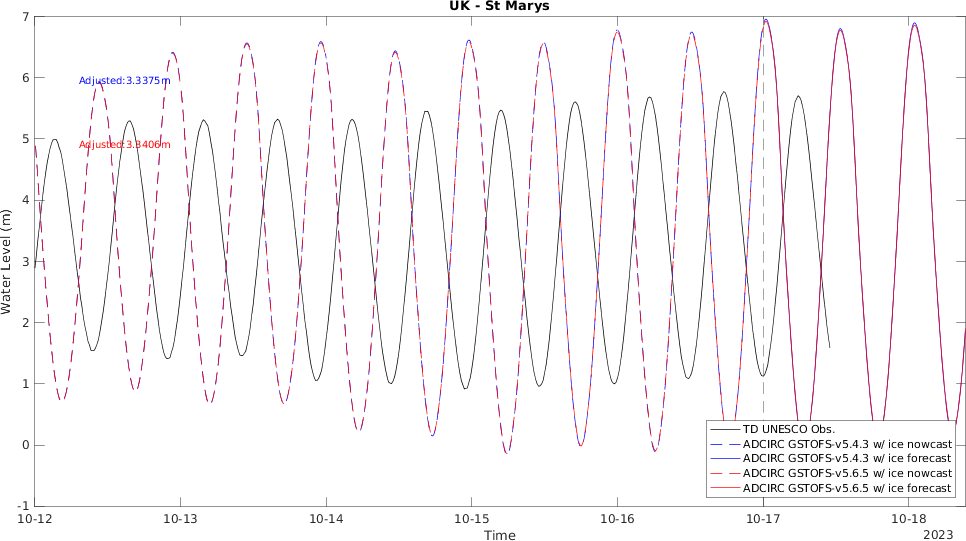 UK - St Marys
7
6
5
4
3
2
1
0
-1
Water Level (m)
Adjusted:3.3375m
Adjusted:3.3406m
TD UNESCO Obs.
ADCIRC GSTOFS-v5.4.3 w/ ice nowcast
ADCIRC GSTOFS-v5.4.3 w/ ice forecast
ADCIRC GSTOFS-v5.6.5 w/ ice nowcast
ADCIRC GSTOFS-v5.6.5 w/ ice forecast
10-12 10-13 10-14 10-15 10-16 10-17 10-18
Time
2023